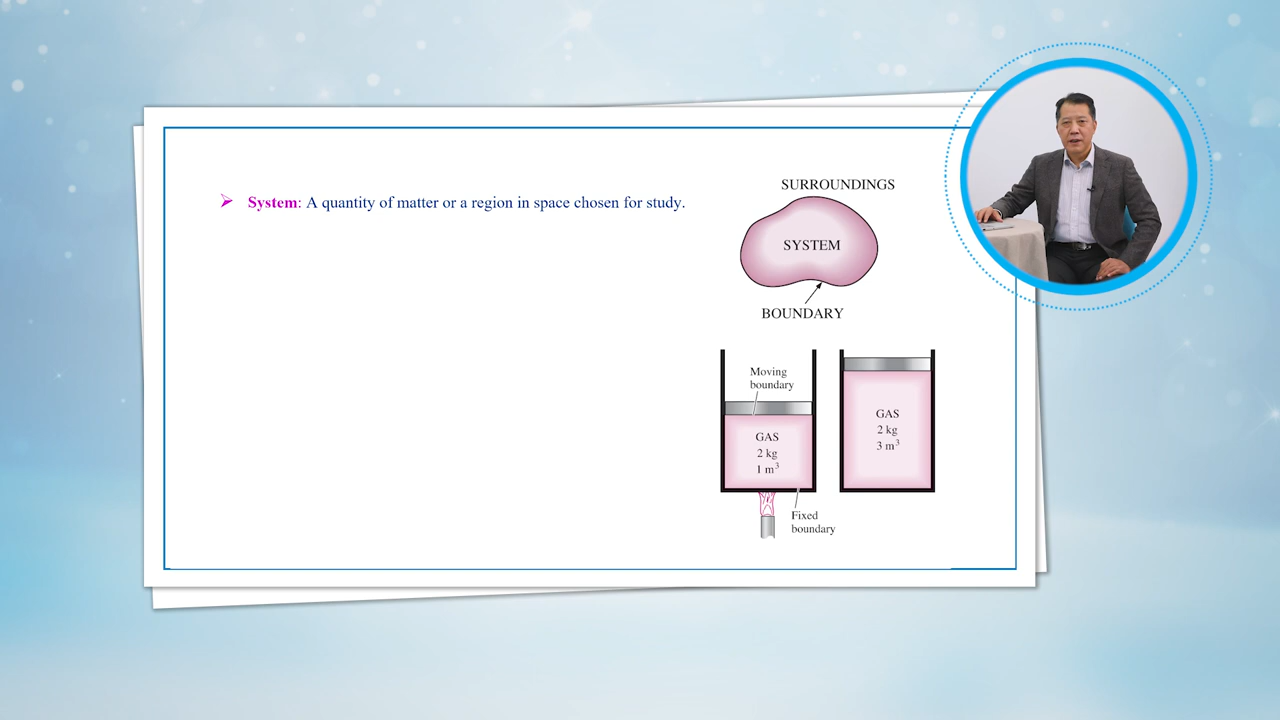 ➢ System: A quantity of matter or a region in space chosen for study.
SURROUNDINGS
SYSTEM
BOUNDARY
Moving
boundary
GAS
2 kg
1 m³
Fixed
boundary
GAS
2 kg
3 m³